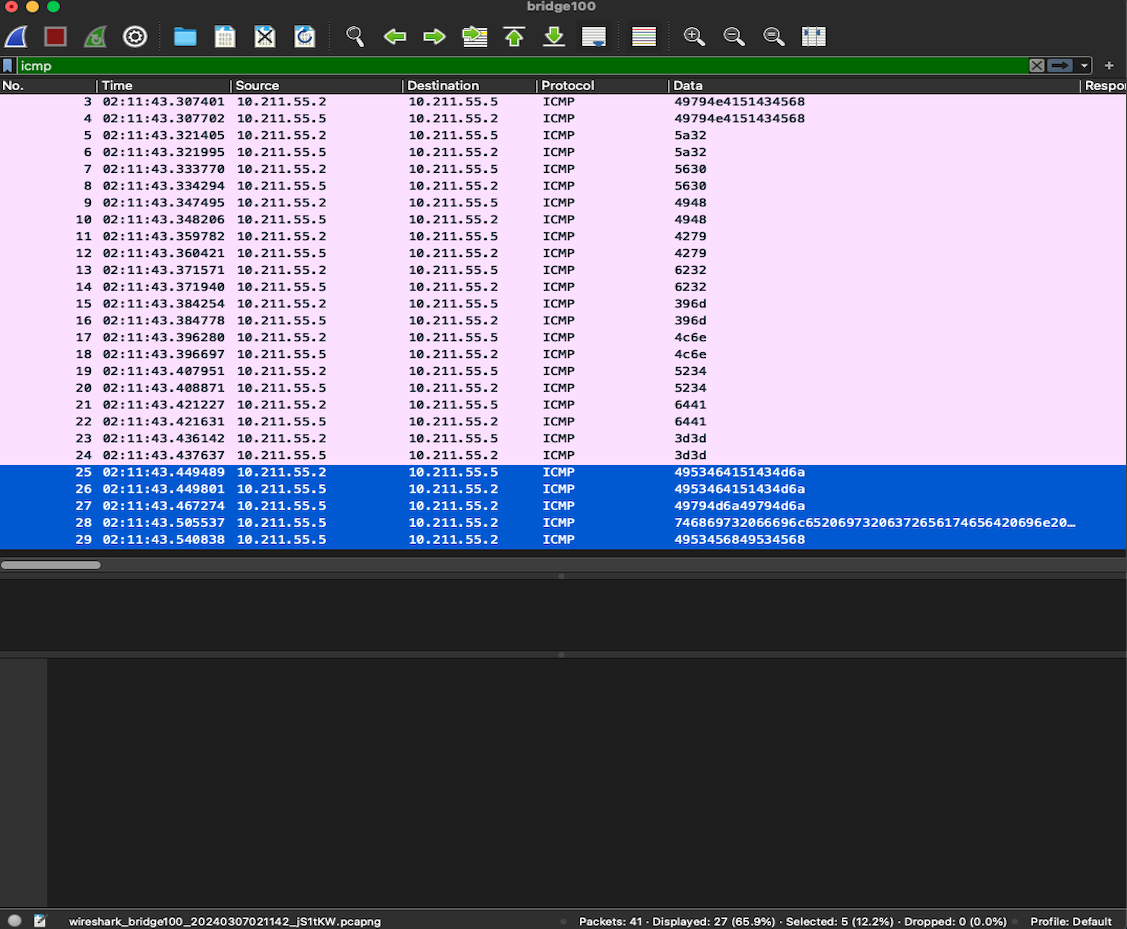 bridge100
icmp
No. Time Source Destination Protocol Data Respor
3 02:11:43.307401 10.211.55.2 10.211.55.5 ICMP 49794e4151434568
4 02:11:43.307702 10.211.55.5 10.211.55.2 ICMP 49794e4151434568
5 02:11:43.321405 10.211.55.2 10.211.55.5 ICMP 5a32
6 02:11:43.321995 10.211.55.5 10.211.55.2 ICMP 5a32
7 02:11:43.333770 10.211.55.2 10.211.55.5 ICMP 5630
8 02:11:43.334294 10.211.55.5 10.211.55.2 ICMP 5630
9 02:11:43.347495 10.211.55.2 10.211.55.5 ICMP 4948
10 02:11:43.348206 10.211.55.5 10.211.55.2 ICMP 4948
11 02:11:43.359782 10.211.55.2 10.211.55.5 ICMP 4279
12 02:11:43.360421 10.211.55.5 10.211.55.2 ICMP 4279
13 02:11:43.371571 10.211.55.2 10.211.55.5 ICMP 6232
14 02:11:43.371940 10.211.55.5 10.211.55.2 ICMP 6232
15 02:11:43.384254 10.211.55.2 10.211.55.5 ICMP 396d
16 02:11:43.384778 10.211.55.5 10.211.55.2 ICMP 396d
17 02:11:43.396280 10.211.55.2 10.211.55.5 ICMP 4c6e
18 02:11:43.396697 10.211.55.5 10.211.55.2 ICMP 4c6e
19 02:11:43.407951 10.211.55.2 10.211.55.5 ICMP 5234
20 02:11:43.408871 10.211.55.5 10.211.55.2 ICMP 5234
21 02:11:43.421227 10.211.55.2 10.211.55.5 ICMP 6441
22 02:11:43.421631 10.211.55.5 10.211.55.2 ICMP 6441
23 02:11:43.436142 10.211.55.2 10.211.55.5 ICMP 3d3d
24 02:11:43.437637 10.211.55.5 10.211.55.2 ICMP 3d3d
25 02:11:43.449489 10.211.55.2 10.211.55.5 ICMP 4953464151434d6a
26 02:11:43.449801 10.211.55.5 10.211.55.2 ICMP 4953464151434d6a
27 02:11:43.467274 10.211.55.5 10.211.55.2 ICMP 49794d6a49794d6a
28 02:11:43.505537 10.211.55.5 10.211.55.2 ICMP 746869732066696c65206973206372656174656420696e20…
29 02:11:43.540838 10.211.55.5 10.211.55.2 ICMP 4953456849534568
wireshark_bridge100_20240307021142_jS1tKW.pcapng Packets: 41 · Displayed: 27 (65.9%) · Selected: 5 (12.2%) · Dropped: 0 (0.0%) Profile: Default